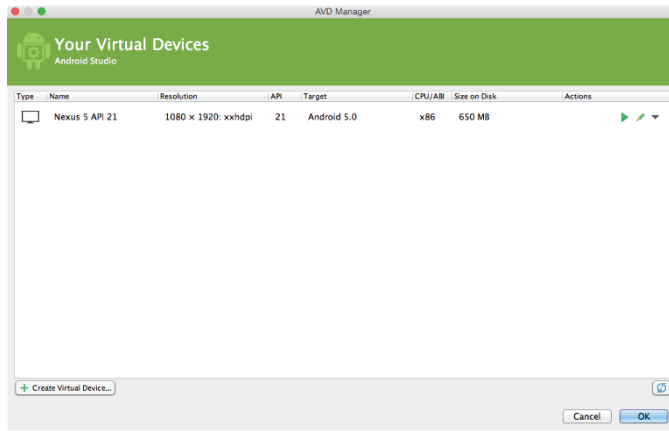 AVD Manager
Your Virtual Devices
Android Studio
Type Name Resolution API Target CPU/ABI Size on Disk Actions
Nexus 5 API 21 1080 × 1920: xxhdpi 21 Android 5.0 x86 650 MB
+ Create Virtual Device...
Cancel OK